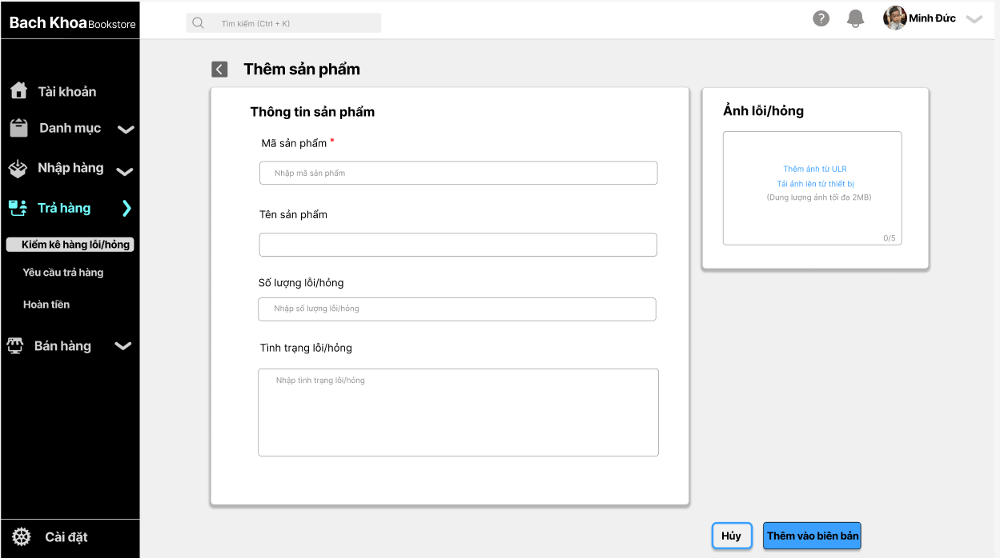 Bach Khoa Bookstore
Tìm kiếm (Ctrl + K)
Minh Đức
Tài khoản
Danh mục
Nhập hàng
Trả hàng
Kiểm kê hàng lỗi/hỏng
Yêu cầu trả hàng
Hoàn tiền
Bán hàng
Cài đặt
Thêm sản phẩm
Thông tin sản phẩm
Mã sản phẩm *
Nhập mã sản phẩm
Tên sản phẩm
Số lượng lỗi/hỏng
Nhập số lượng lỗi/hỏng
Tình trạng lỗi/hỏng
Nhập tình trạng lỗi/hỏng
Ảnh lỗi/hỏng
Thêm ảnh từ ULR
Tải ảnh lên từ thiết bị
(Dung lượng ảnh tối đa 2MB)
0/5
Hủy
Thêm vào biên bản